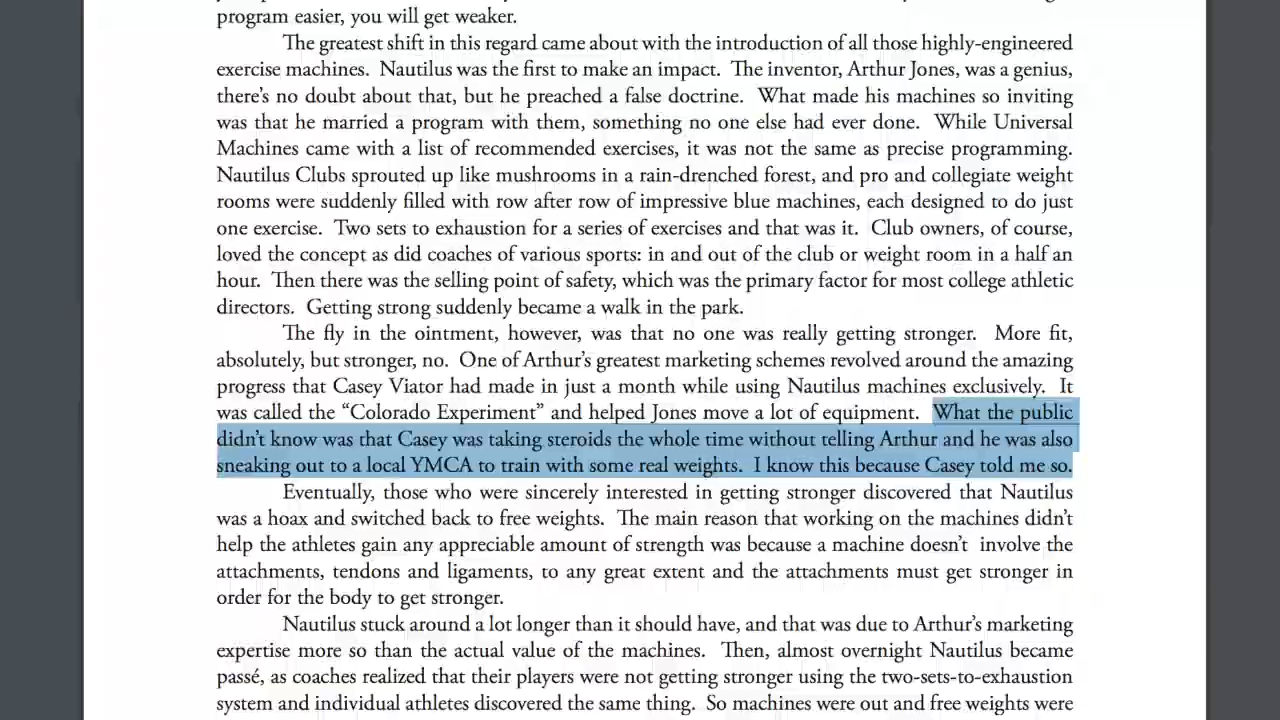 program easier, you will get weaker.
The greatest shift in this regard came about with the introduction of all those highly-engineered
exercise machines.  Nautilus was the first to make an impact.  The inventor, Arthur Jones, was a genius,
there's no doubt about that, but he preached a false doctrine.  What made his machines so inviting
was that he married a program with them, something no one else had ever done.  While Universal
Machines came with a list of recommended exercises, it was not the same as precise programming.
Nautilus Clubs sprouted up like mushrooms in a rain-drenched forest, and pro and collegiate weight
rooms were suddenly filled with row after row of impressive blue machines, each designed to do just
one exercise.  Two sets to exhaustion for a series of exercises and that was it.  Club owners, of course,
loved the concept as did coaches of various sports: in and out of the club or weight room in a half an
hour.  Then there was the selling point of safety, which was the primary factor for most college athletic
directors.  Getting strong suddenly became a walk in the park.
The fly in the ointment, however, was that no one was really getting stronger.  More fit,
absolutely, but stronger, no.  One of Arthur's greatest marketing schemes revolved around the amazing
progress that Casey Viator had made in just a month while using Nautilus machines exclusively.  It
was called the “Colorado Experiment” and helped Jones move a lot of equipment.  What the public
didn't know was that Casey was taking steroids the whole time without telling Arthur and he was also
sneaking out to a local YMCA to train with some real weights.  I know this because Casey told me so.
Eventually, those who were sincerely interested in getting stronger discovered that Nautilus
was a hoax and switched back to free weights.  The main reason that working on the machines didn't
help the athletes gain any appreciable amount of strength was because a machine doesn't  involve the
attachments, tendons and ligaments, to any great extent and the attachments must get stronger in
order for the body to get stronger.
Nautilus stuck around a lot longer than it should have, and that was due to Arthur's marketing
expertise more so than the actual value of the machines.  Then, almost overnight Nautilus became
passé, as coaches realized that their players were not getting stronger using the two-sets-to-exhaustion
system and individual athletes discovered the same thing.  So machines were out and free weights were